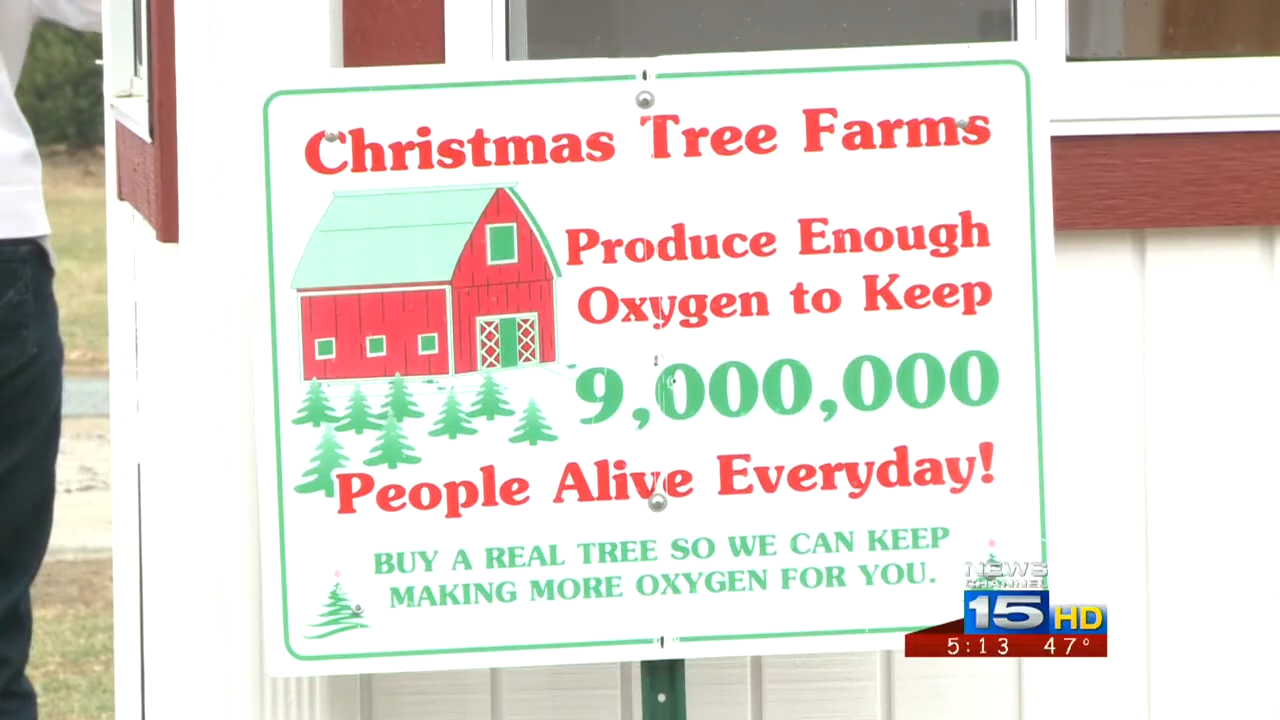 Christmas Tree Farms
Produce Enough
Oxygen to Keep
9,000,000
People Alive Everyday!
BUY A REAL TREE SO WE CAN KEEP
MAKING MORE OXYGEN FOR YOU.
NEWS
CHANNEL
15 HD
5:13 47°